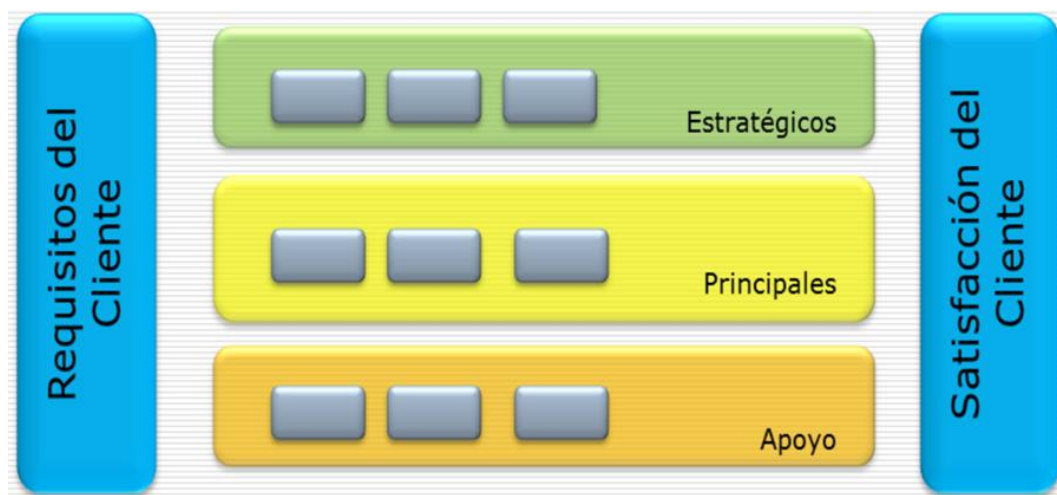 Requisitos del
Cliente
Estratégicos
Principales
Apoyo
Satisfacción del
Cliente